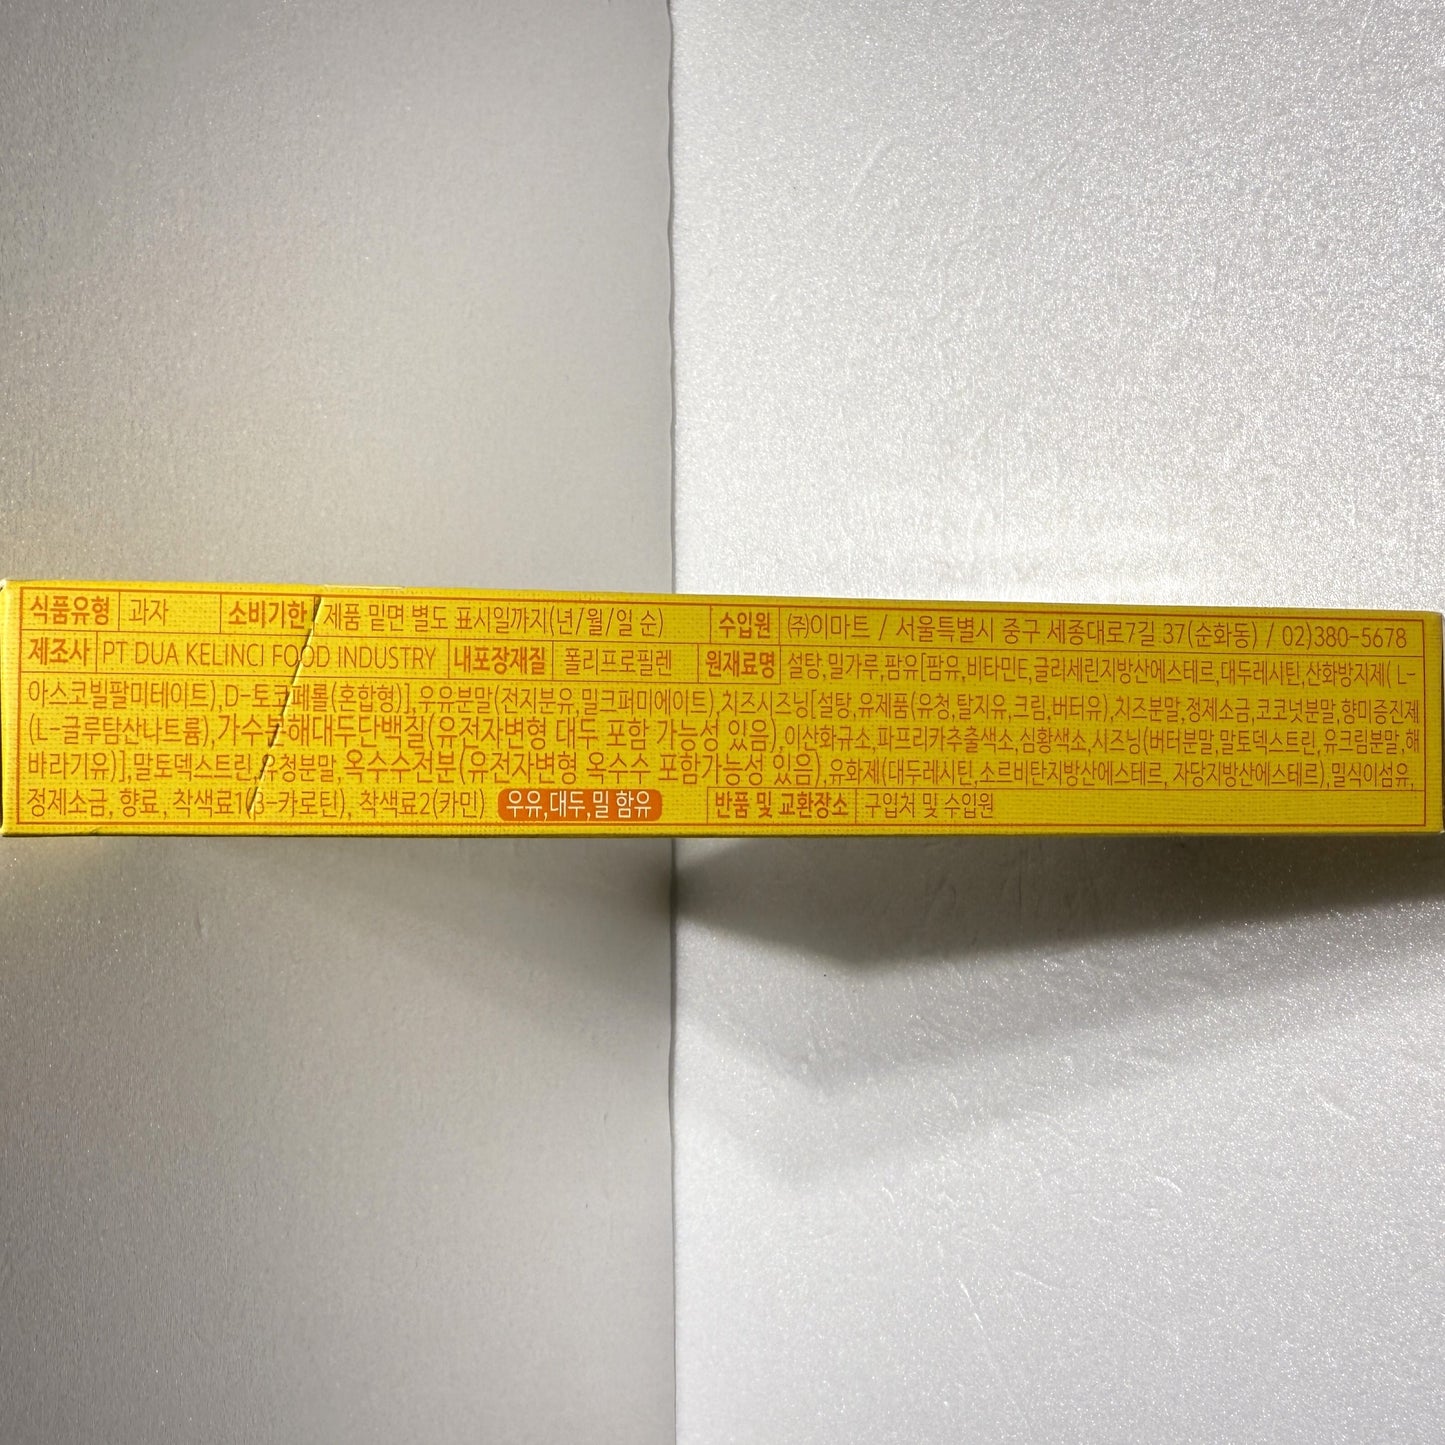 식품유형 과자 소비기한 제품 밑면 별도 표시일까지(년/월/일 순) 수입원 ㈜이마트 / 서울특별시 중구 세종대로7길 37(순화동) / 02)380-5678
제조사 PT DUA KELINCI FOOD INDUSTRY 내포장재질 폴리프로필렌 원재료명 설탕,밀가루,팜유[팜유,비타민E,글리세린지방산에스테르,대두레시틴,산화방지제( L-
아스코빌팔미테이트),D-토코페롤(혼합형)],우유분말(전지분유,밀크퍼미에이트),치즈시즈닝[설탕,유제품(유청,탈지유,크림,버터유),치즈분말,정제소금,코코넛분말,향미증진제
(L-글루탐산나트륨),가수분해대두단백질(유전자변형 대두 포함 가능성 있음),이산화규소,파프리카추출색소,심황색소,시즈닝(버터분말,말토덱스트린,유크림분말,해
바라기유)],말토덱스트린,유청분말,옥수수전분(유전자변형 옥수수 포함가능성 있음),유화제(대두레시틴,소르비탄지방산에스테르, 자당지방산에스테르),밀식이섬유,
정제소금, 향료, 착색료1(β-카로틴), 착색료2(카민) 우유,대두,밀 함유 반품 및 교환장소 구입처 및 수입원